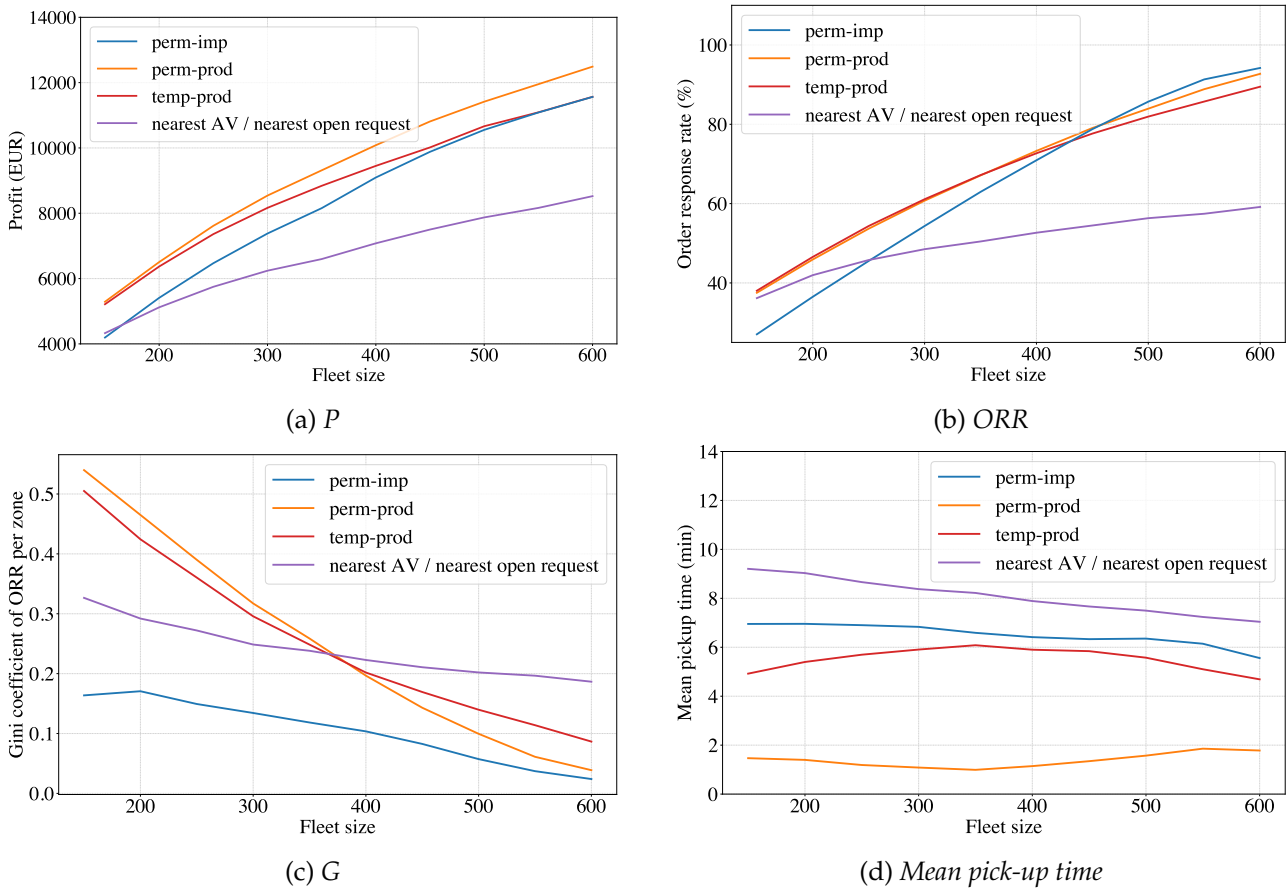 14000
12000
10000
8000
6000
4000
Profit (EUR)
perm-imp
perm-prod
temp-prod
nearest AV / nearest open request
200 300 400 500 600
Fleet size
(a) P
100
80
60
40
Order response rate (%)
perm-imp
perm-prod
temp-prod
nearest AV / nearest open request
200 300 400 500 600
Fleet size
(b) ORR
0.5
0.4
0.3
0.2
0.1
0.0
Gini coefficient of ORR per zone
perm-imp
perm-prod
temp-prod
nearest AV / nearest open request
200 300 400 500 600
Fleet size
(c) G
14
12
10
8
6
4
2
0
Mean pickup time (min)
perm-imp
perm-prod
temp-prod
nearest AV / nearest open request
200 300 400 500 600
Fleet size
(d) Mean pick-up time